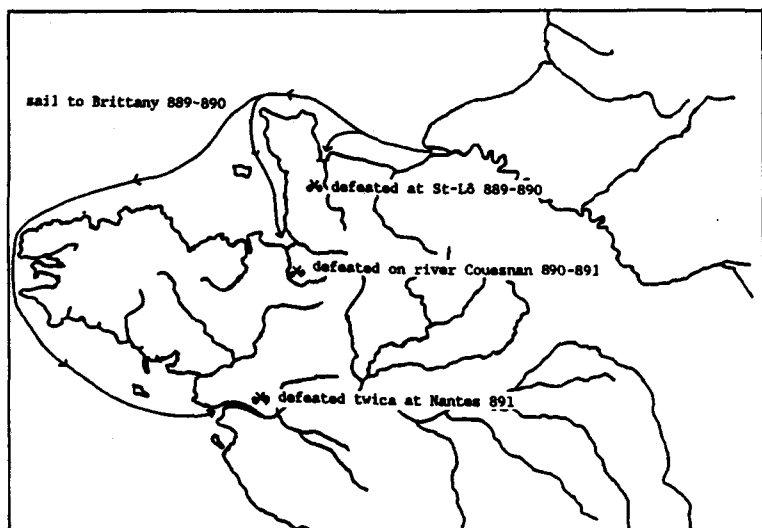 sail to Brittany 889-890
defeated at St-Lô 889-890
defeated on river Couesnan 890-891
defeated twica at Nantes 891